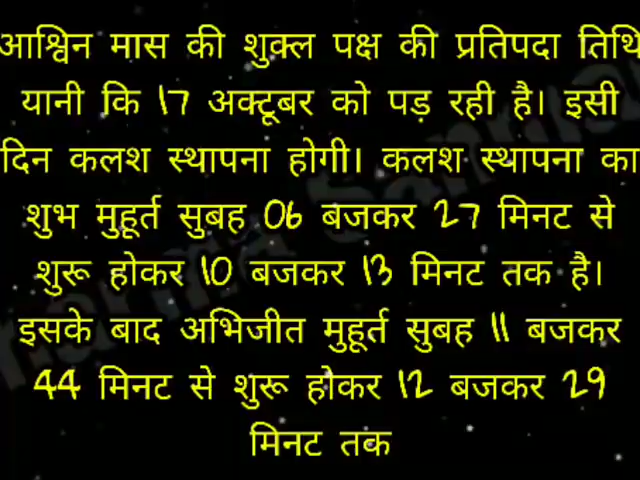 आश्विन मास की शुक्ल पक्ष की प्रतिपदा तिथि
यानी कि 17 अक्टूबर को पड़ रही है। इसी
दिन कलश स्थापना होगी। कलश स्थापना का
शुभ मुहूर्त सुबह 06 बजकर 27 मिनट से
शुरू होकर 10 बजकर 13 मिनट तक है।
इसके बाद अभिजीत मुहूर्त सुबह 11 बजकर
44 मिनट से शुरू होकर 12 बजकर 29
मिनट तक